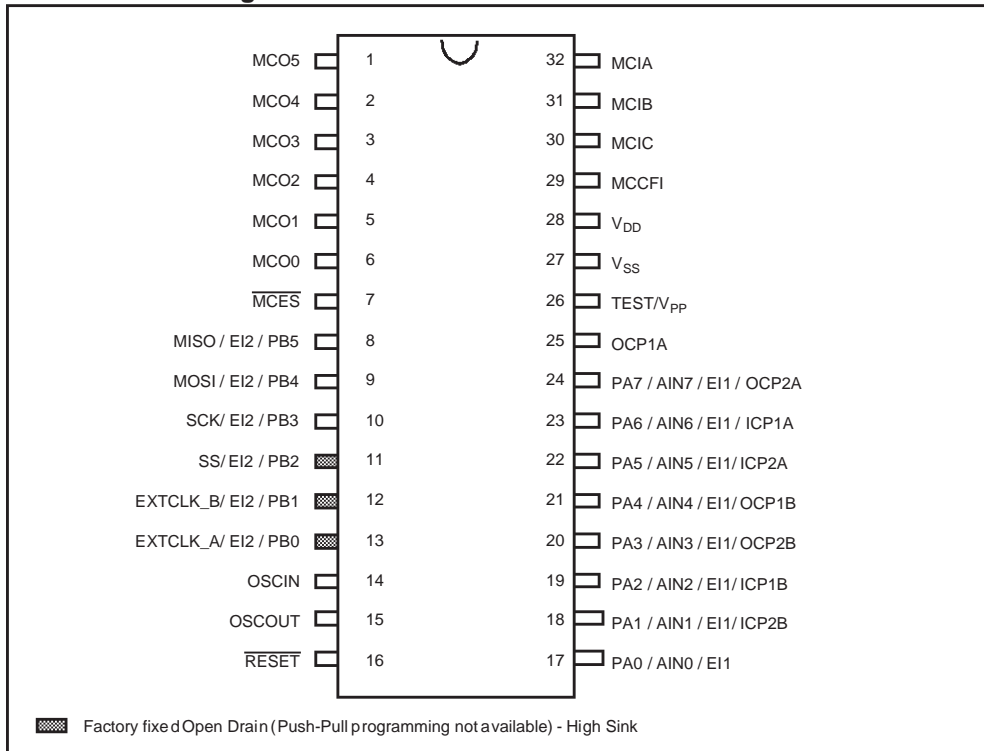 MCO5 1 32 MCIA
MCO4 2 31 MCIB
MCO3 3 30 MCIC
MCO2 4 29 MCCFI
MCO1 5 28 VDD
MCO0 6 27 VSS
MCES 7 26 TEST/VPP
MISO / EI2 / PB5 8 25 OCP1A
MOSI / EI2 / PB4 9 24 PA7 / AIN7 / EI1 / OCP2A
SCK/ EI2 / PB3 10 23 PA6 / AIN6 / EI1 / ICP1A
SS/ EI2 / PB2 11 22 PA5 / AIN5 / EI1/ ICP2A
EXTCLK_B/ EI2 / PB1 12 21 PA4 / AIN4 / EI1/ OCP1B
EXTCLK_A/ EI2 / PB0 13 20 PA3 / AIN3 / EI1/ OCP2B
OSCIN 14 19 PA2 / AIN2 / EI1/ ICP1B
OSCOUT 15 18 PA1 / AIN1 / EI1/ ICP2B
RESET 16 17 PA0 / AIN0 / EI1
Factory fixed Open Drain (Push-Pull programming not available) - High Sink